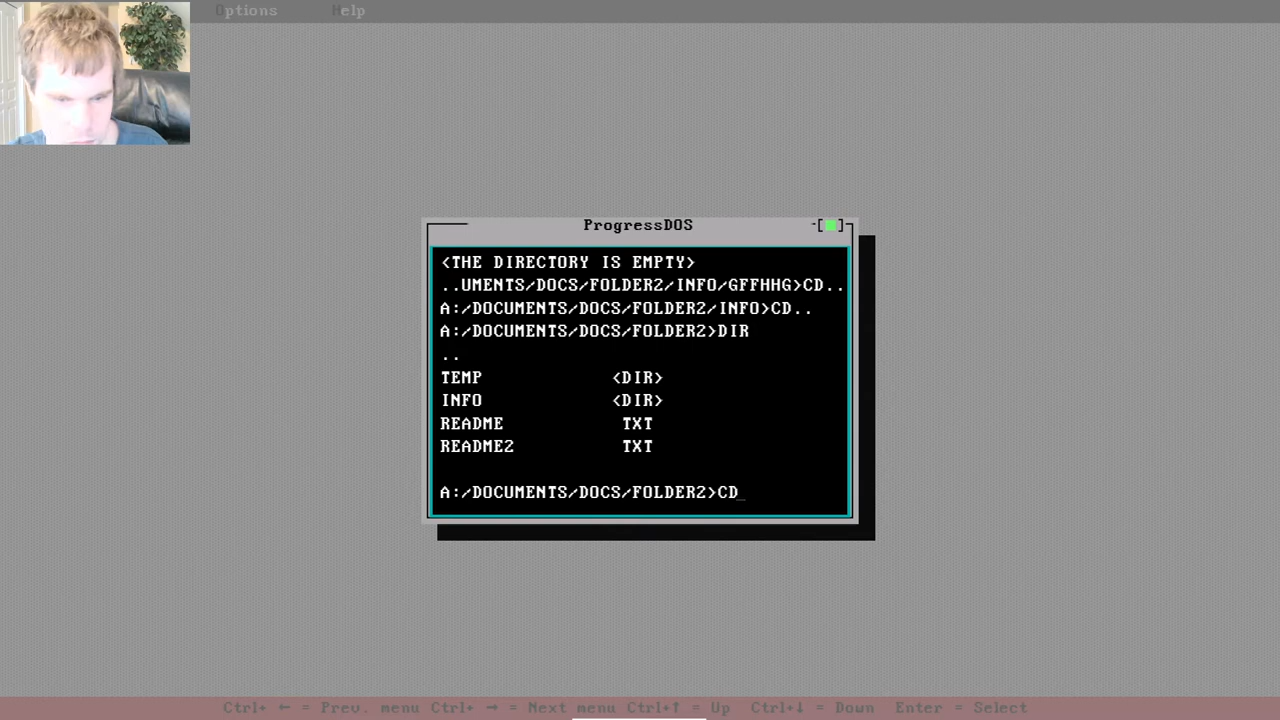 Options Help
ProgressDOS
<THE DIRECTORY IS EMPTY>
..UMENTS/DOCS/FOLDER2/INFO/GFFHHG>CD..
A:/DOCUMENTS/DOCS/FOLDER2/INFO>CD..
A:/DOCUMENTS/DOCS/FOLDER2>DIR
..
TEMP <DIR>
INFO <DIR>
README TXT
README2 TXT
A:/DOCUMENTS/DOCS/FOLDER2>CD_
Ctrl+ ← = Prev. menu Ctrl+ → = Next menu Ctrl+↑ = Up Ctrl+↓ = Down Enter = Select